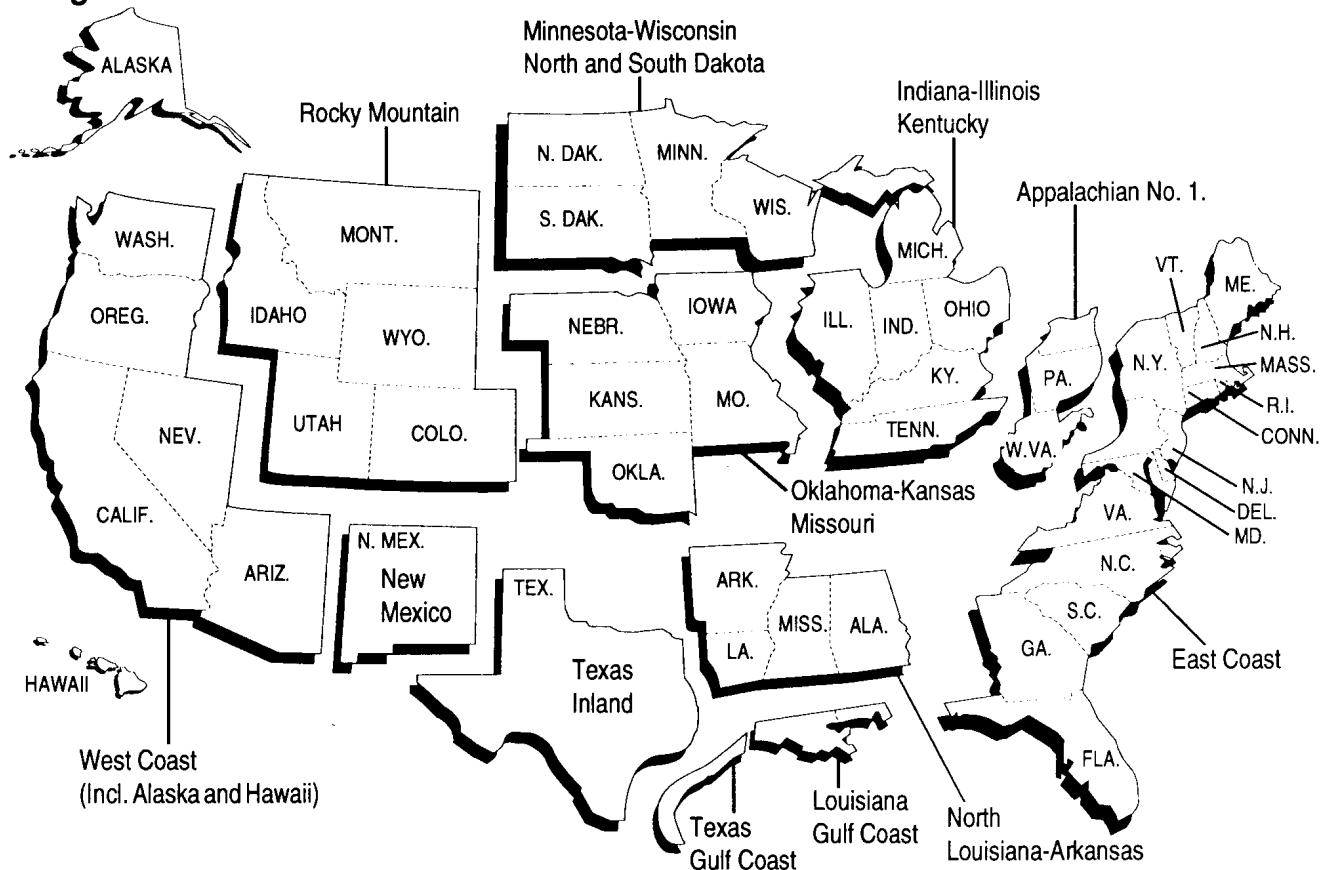 Minnesota-Wisconsin
North and South Dakota
ALASKA
Indiana-Illinois
Kentucky
Rocky Mountain
N. DAK.
MINN.
S. DAK.
WIS.
Appalachian No. 1.
WASH.
MONT.
MICH.
VT.
ME.
OREG.
IDAHO
WYO.
NEBR.
IOWA
ILL.
IND.
OHIO
N.H.
N.Y.
MASS.
PA.
KY.
KANS.
MO.
R.I.
NEV.
UTAH
COLO.
TENN.
CONN.
W.VA.
OKLA.
Oklahoma-Kansas
Missouri
N.J.
DEL.
MD.
CALIF.
VA.
N. MEX.
New
Mexico
ARIZ.
TEX.
ARK.
N.C.
MISS.
ALA.
S.C.
LA.
GA.
East Coast
HAWAII
Texas
Inland
West Coast
(Incl. Alaska and Hawaii)
FLA.
Texas
Gulf Coast
Louisiana
Gulf Coast
North
Louisiana-Arkansas